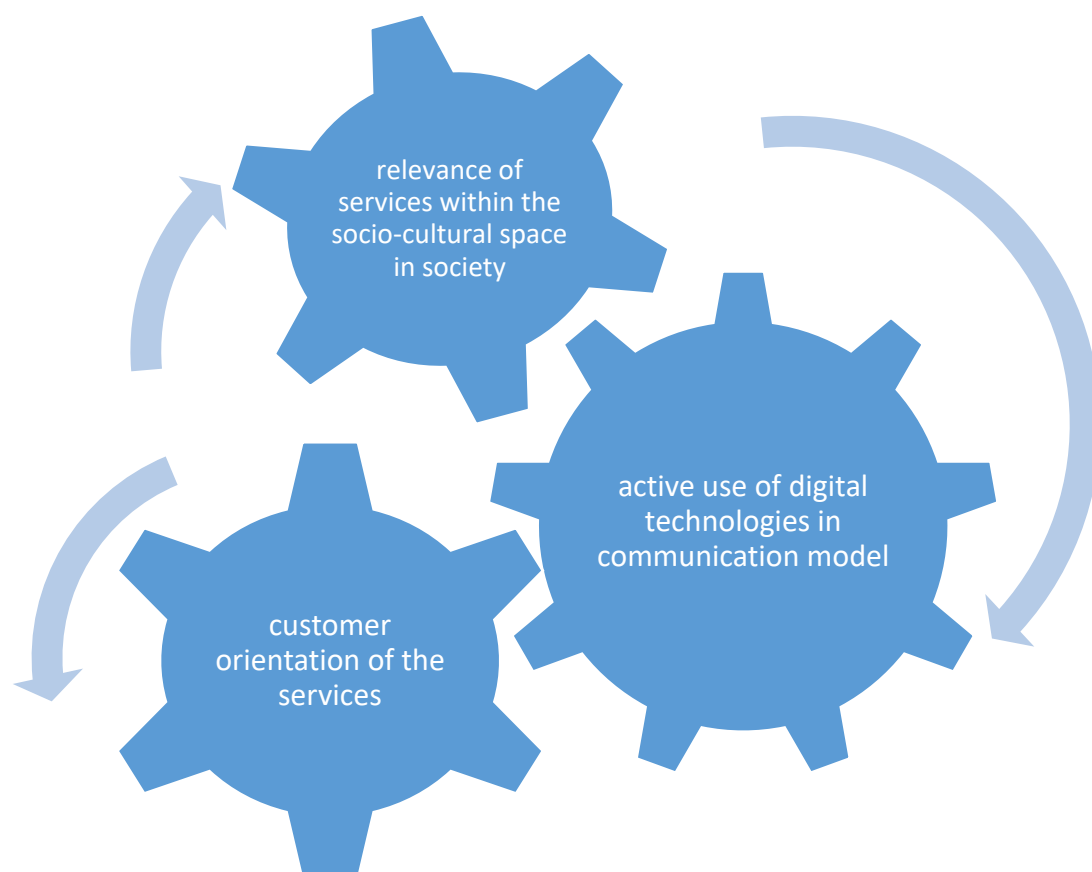 relevance of
services within the
socio-cultural space
in society
active use of digital
technologies in
communication model
customer
orientation of the
services